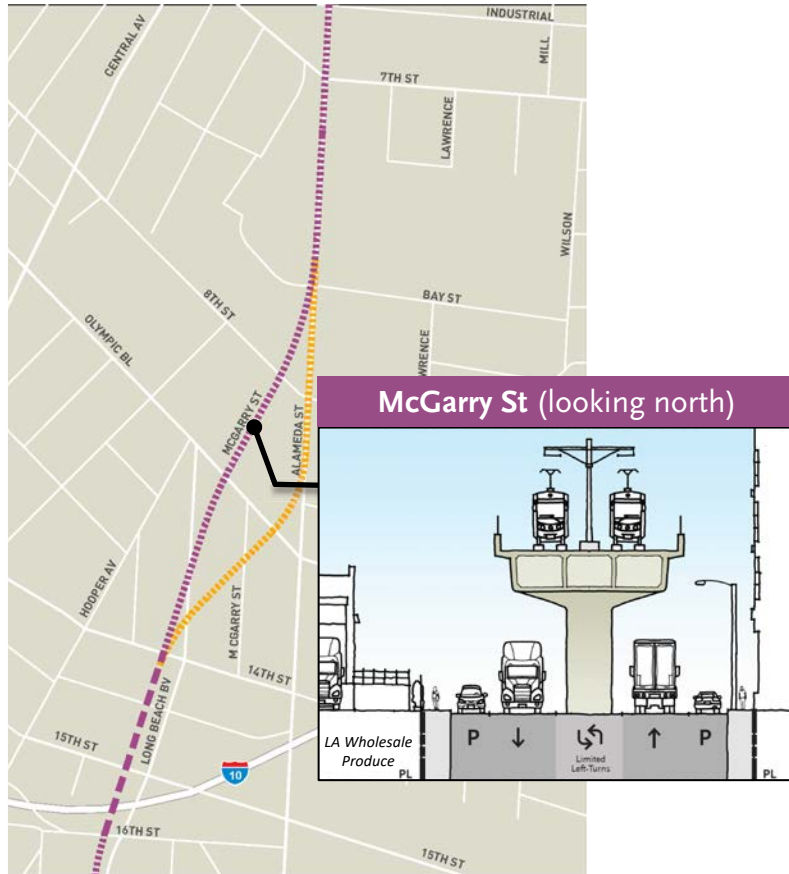 INDUSTRIAL
CENTRAL AV
MILL
7TH ST
LAWRENCE
WILSON
BAY ST
8TH ST
OLYMPIC BL
WRENCE
MCGARRY ST
ALAMEDA ST
HOOPER AV
M CGARRY ST
14TH ST
LONG BEACH BV
15TH ST
10
16TH ST
15TH ST
McGarry St (looking north)
LA Wholesale
Produce
P
P
Limited
Left-Turns
PL
PL